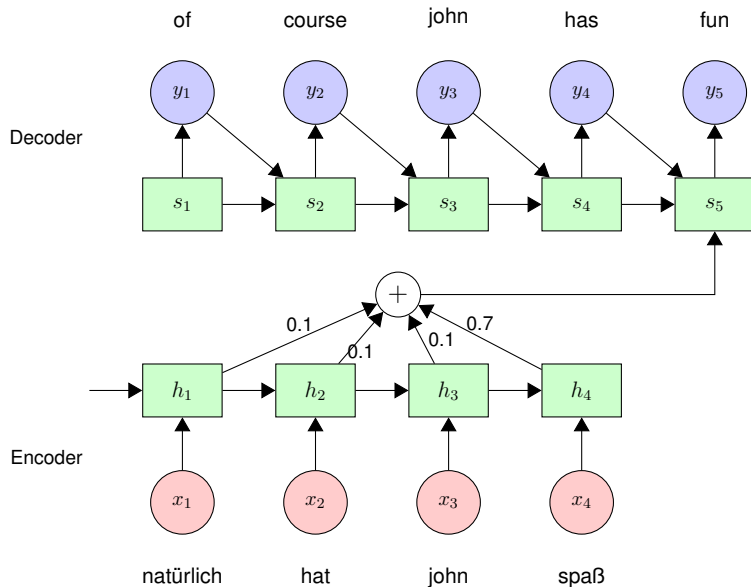 of course john has fun
y1 y2 y3 y4 y5
Decoder
s1 s2 s3 s4 s5
+
0.1 0.1 0.1 0.7
h1 h2 h3 h4
Encoder
x1 x2 x3 x4
natürlich hat john spaß